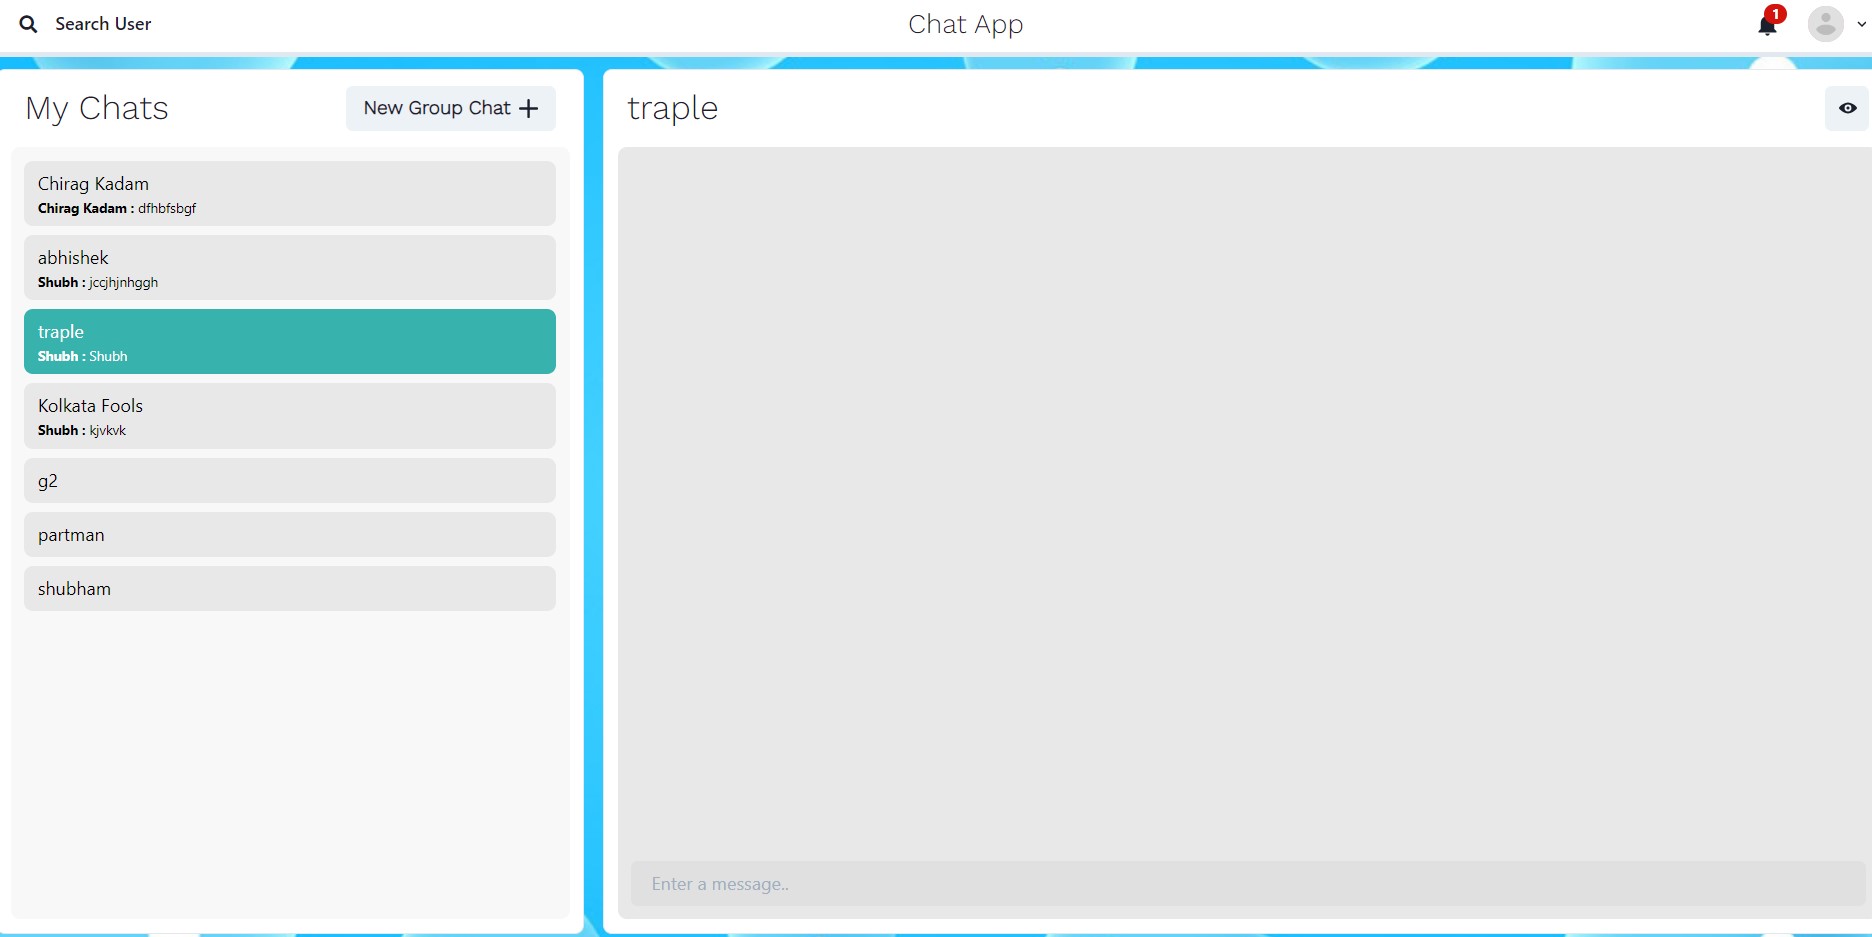 Search User
Chat App
1
My Chats
New Group Chat +
Chirag Kadam
Chirag Kadam : dfhbfsbgf
abhishek
Shubh : jccjhjnhggh
traple
Shubh : Shubh
Kolkata Fools
Shubh : kjvkvk
g2
partman
shubham
traple
Enter a message..